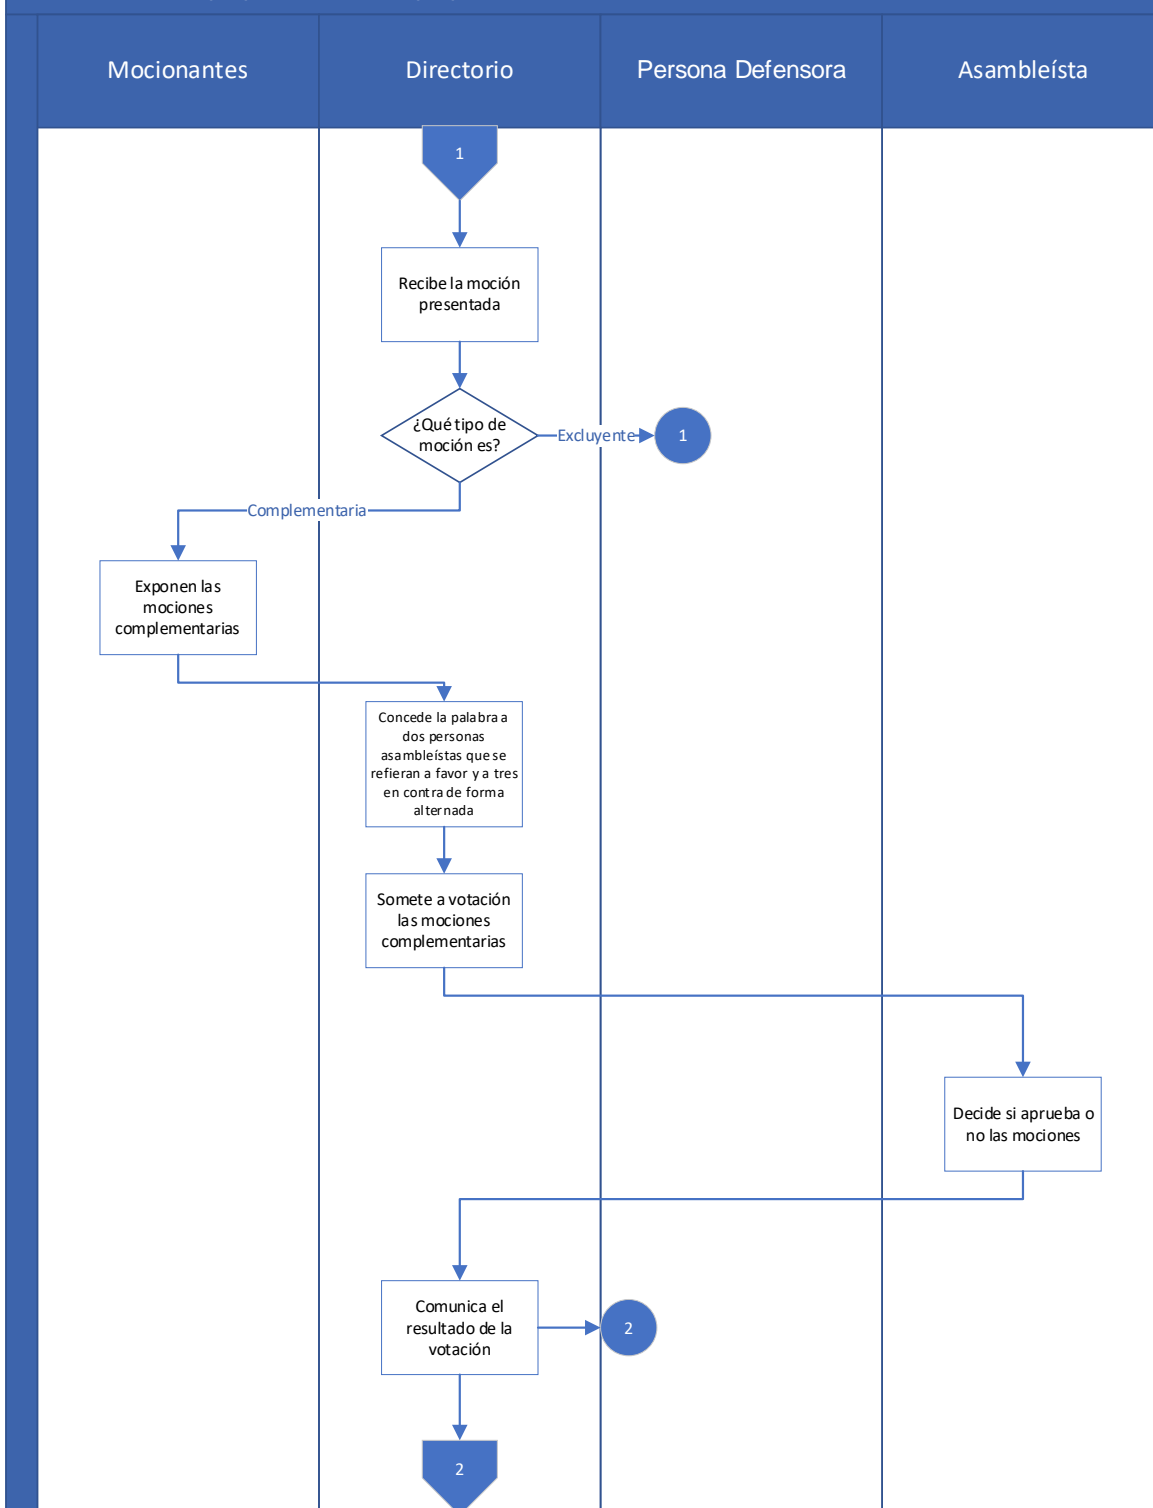 Mocionantes
Directorio
Persona Defensora
Asambleísta
1
Recibe la moción
presentada
¿Qué tipo de
moción es?
Excluyente
1
Complementaria
Exponen las
mociones
complementarias
Concede la palabra a
dos personas
asambleístas que se
refieran a favor y a tres
en contra de forma
alternada
Somete a votación
las mociones
complementarias
Decide si aprueba o
no las mociones
Comunica el
resultado de la
votación
2
2